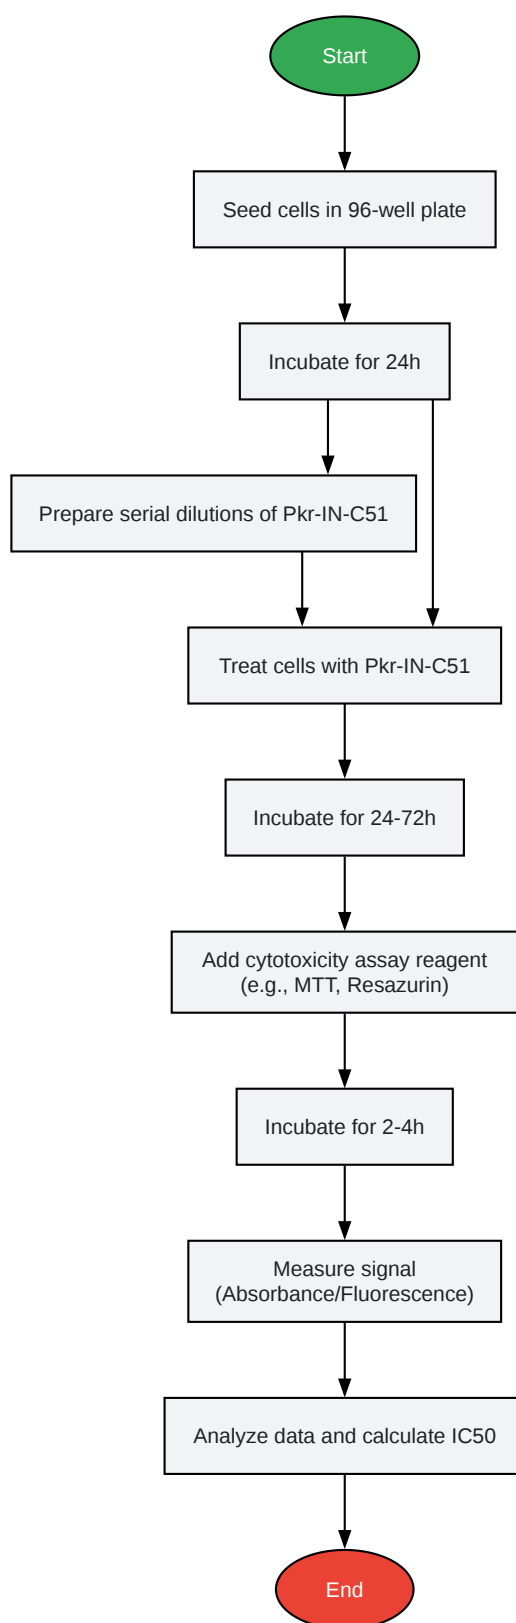 Start
Seed cells in 96-well plate
Incubate for 24h
Prepare serial dilutions of Pkr-IN-C51
Treat cells with Pkr-IN-C51
Incubate for 24-72h
Add cytotoxicity assay reagent
(e.g., MTT, Resazurin)
Incubate for 2-4h
Measure signal
(Absorbance/Fluorescence)
Analyze data and calculate IC50
End